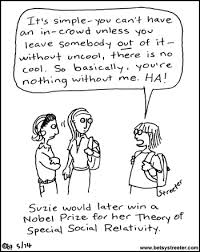 It's simple-you can't have
an in-crowd unless you
leave somebody out of it-
without uncool, there is no
cool. So basically, you're
nothing without me. HA!
Streeter
Suzie would later win a
Nobel Prize for her Theory of
Special Social Relativity.
5/14
www.betsystreeter.com